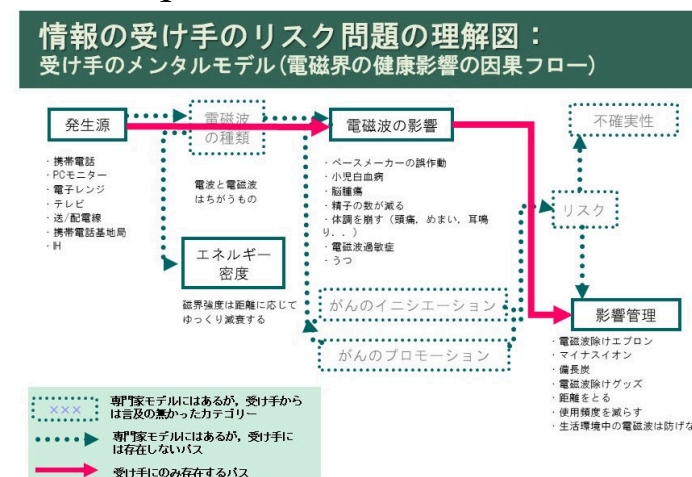 情報の受け手のリスク問題の理解図：
受け手のメンタルモデル(電磁界の健康影響の因果フロー)
発生源
・携帯電話
・PCモニター
・電子レンジ
・テレビ
・送/配電線
・携帯電話基地局
・IH
電磁波
の種類
電波と電磁波
はちがうもの
エネルギー
密度
磁界強度は距離に応じて
ゆっくり減衰する
電磁波の影響
・ペースメーカーの誤作動
・小児白血病
・脳腫瘍
・精子の数が減る
・体調を崩す（頭痛，めまい，耳鳴
り．．）
・電磁波過敏症
・うつ
がんのイニシエーション
がんのプロモーション
不確実性
リスク
影響管理
・電磁波除けエプロン
・マイナスイオン
・備長炭
・電磁波除けグッズ
・距離をとる
・使用頻度を減らす
・生活環境中の電磁波は防げな
×××
専門家モデルにはあるが，受け手から
は言及の無かったカテゴリー
専門家モデルにはあるが，受け手に
は存在しないパス
受け手にのみ存在するパス